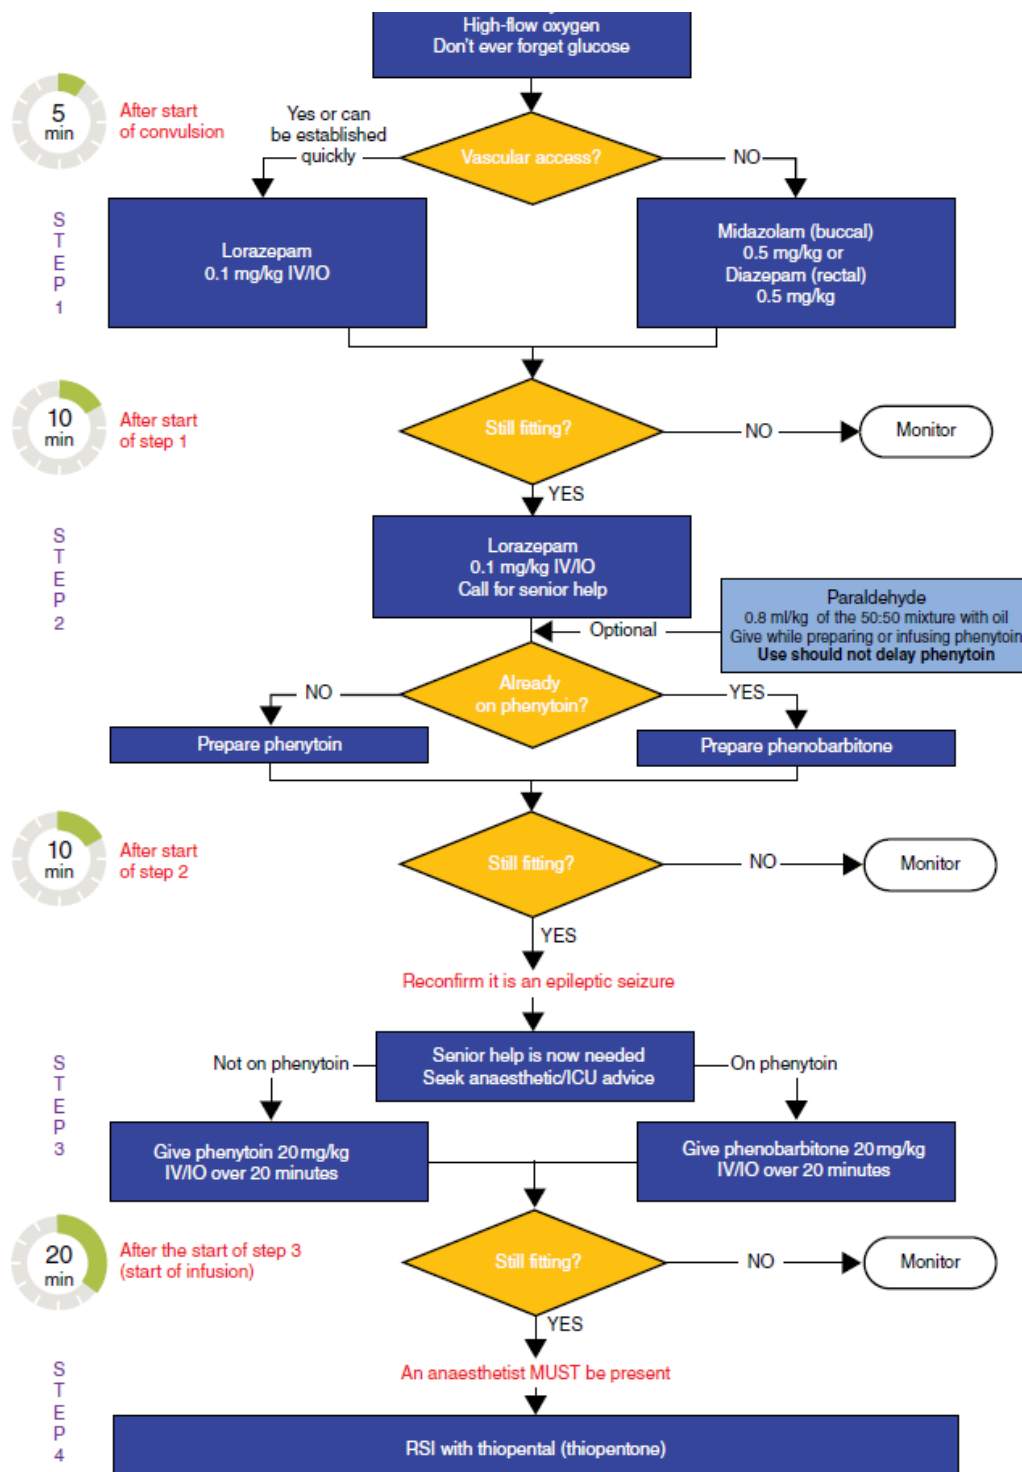 High-flow oxygen
Don't ever forget glucose
5
min
After start
of convulsion
Yes or can
be established
quickly
Vascular access?
NO
STEP 1
Lorazepam
0.1 mg/kg IV/IO
Midazolam (buccal)
0.5 mg/kg or
Diazepam (rectal)
0.5 mg/kg
10
min
After start
of step 1
Still fitting?
NO
Monitor
YES
STEP 2
Lorazepam
0.1 mg/kg IV/IO
Call for senior help
Paraldehyde
0.8 ml/kg of the 50:50 mixture with oil
Give while preparing or infusing phenytoin
Use should not delay phenytoin
Optional
Already
on phenytoin?
NO
YES
Prepare phenytoin
Prepare phenobarbitone
10
min
After start
of step 2
Still fitting?
NO
Monitor
YES
Reconfirm it is an epileptic seizure
STEP 3
Not on phenytoin
Senior help is now needed
Seek anaesthetic/ICU advice
On phenytoin
Give phenytoin 20 mg/kg
IV/IO over 20 minutes
Give phenobarbitone 20 mg/kg
IV/IO over 20 minutes
20
min
After the start of step 3
(start of infusion)
Still fitting?
NO
Monitor
YES
An anaesthetist MUST be present
STEP 4
RSI with thiopental (thiopentone)